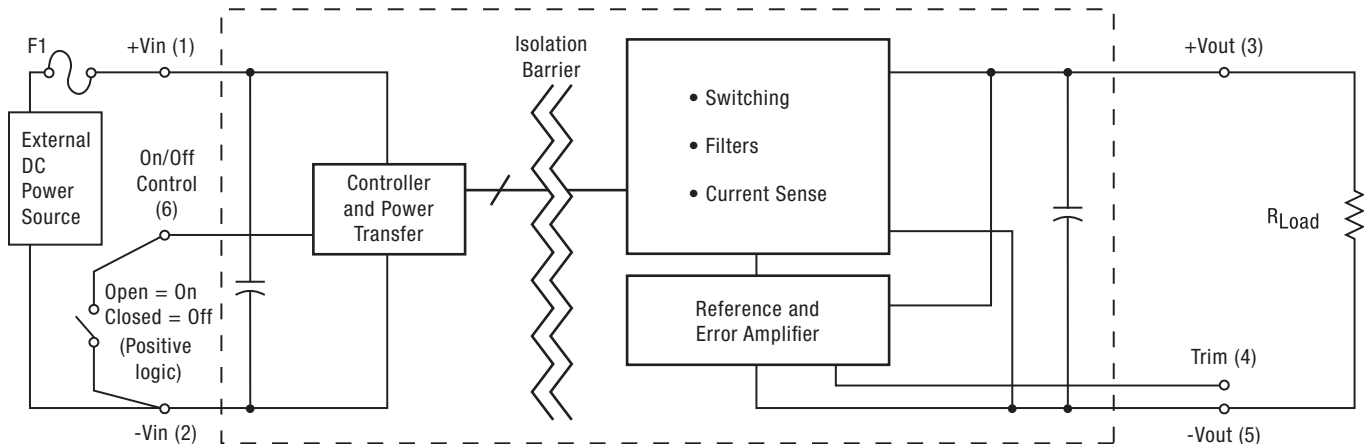 F1
+Vin (1)
External
DC
Power
Source
On/Off
Control
(6)
Open = On
Closed = Off
(Positive
logic)
-Vin (2)
Controller
and Power
Transfer
Isolation
Barrier
• Switching
• Filters
• Current Sense
Reference and
Error Amplifier
+Vout (3)
RLoad
Trim (4)
-Vout (5)